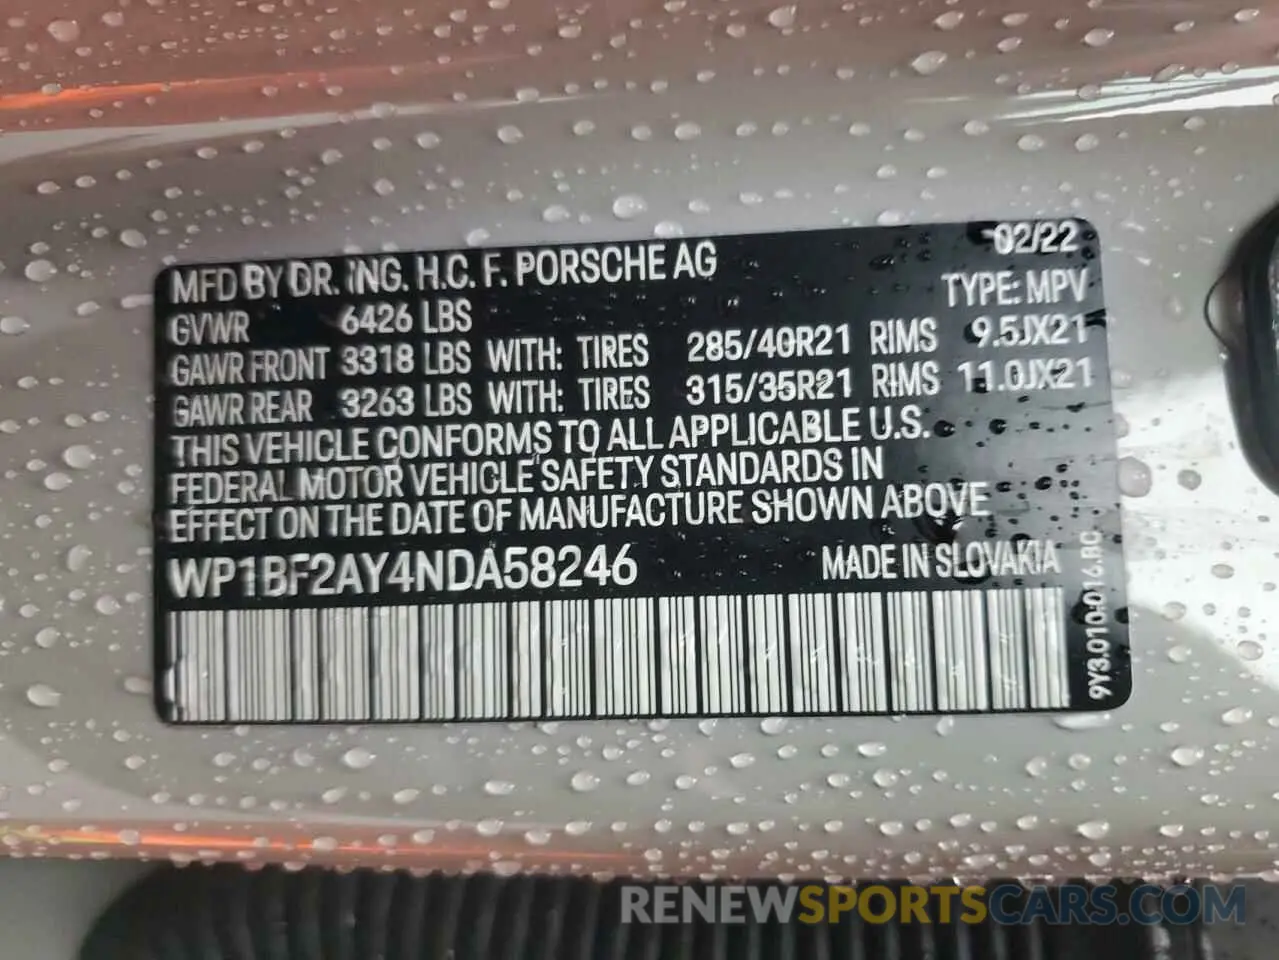 MFD BY DR. ING. H.C. F. PORSCHE AG 02/22
GVWR 6426 LBS TYPE: MPV
GAWR FRONT 3318 LBS WITH: TIRES 285/40R21 RIMS 9.5JX21
GAWR REAR 3263 LBS WITH: TIRES 315/35R21 RIMS 11.0JX21
THIS VEHICLE CONFORMS TO ALL APPLICABLE U.S.
FEDERAL MOTOR VEHICLE SAFETY STANDARDS IN
EFFECT ON THE DATE OF MANUFACTURE SHOWN ABOVE
WP1BF2AY4NDA58246 MADE IN SLOVAKIA
9Y3.010.016.BC
RENEWSPORTSCARS.COM